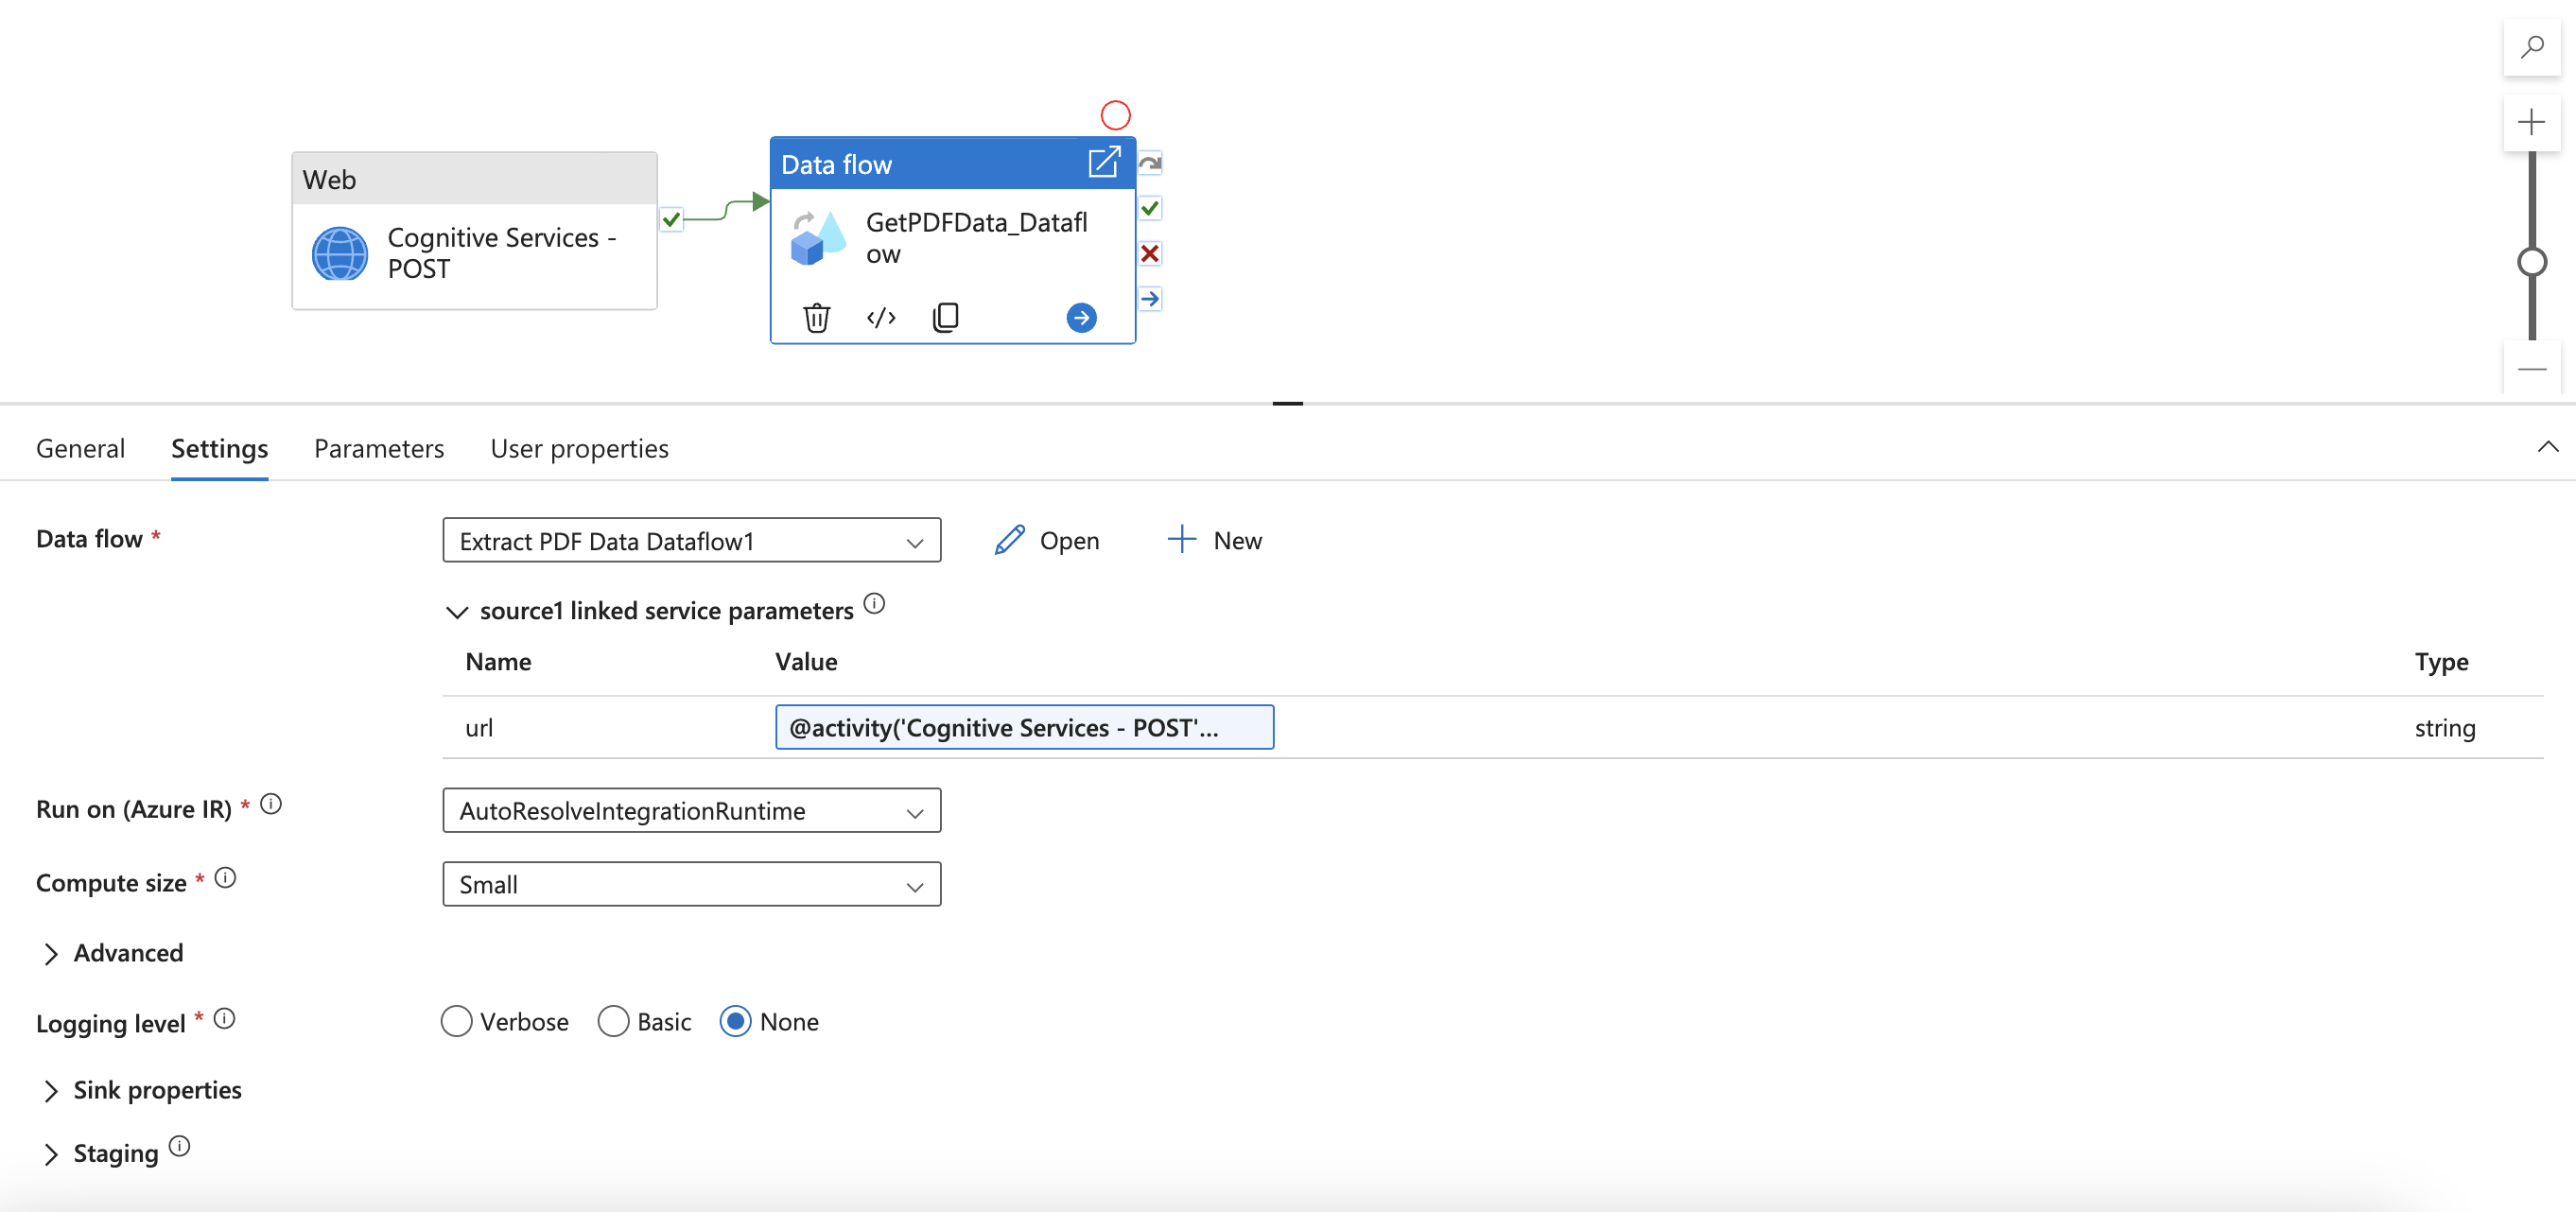 Web
Cognitive Services -
POST
Data flow
GetPDFData_Datafl
ow
General Settings Parameters User properties
Data flow * Extract PDF Data Dataflow1 Open New
source1 linked service parameters
Name Value Type
url @activity('Cognitive Services - POST'... string
Run on (Azure IR) * AutoResolveIntegrationRuntime
Compute size * Small
Advanced
Logging level * Verbose Basic None
Sink properties
Staging